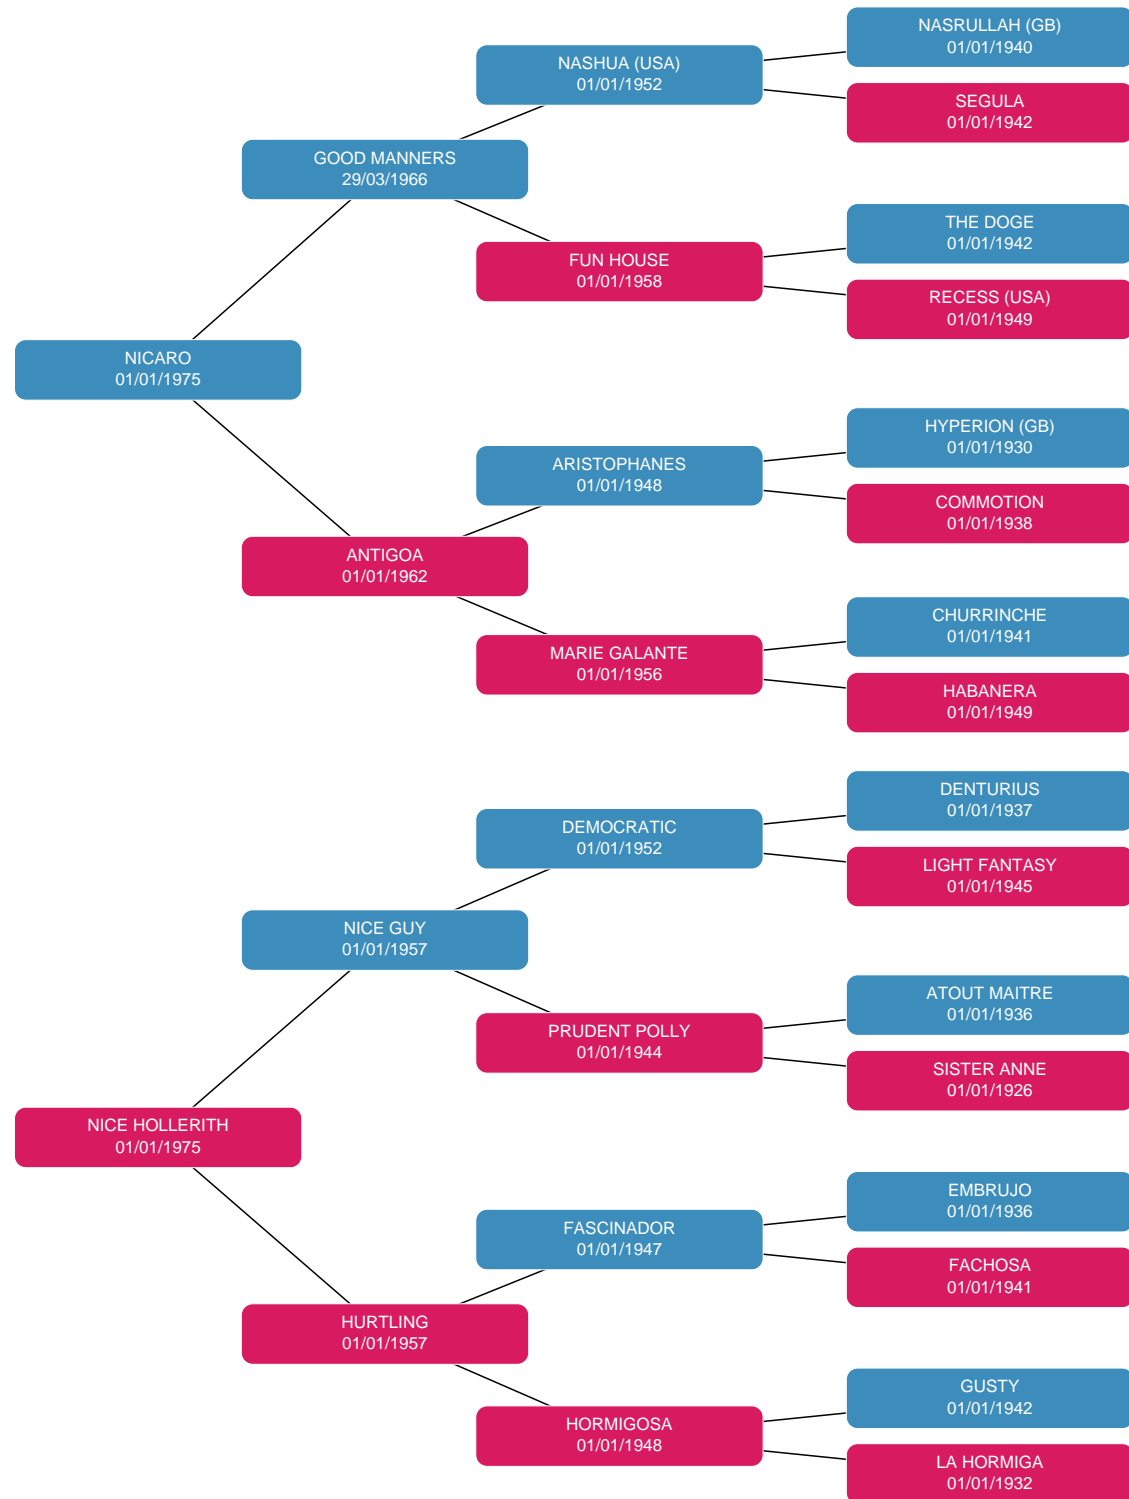 NASRULLAH (GB)
01/01/1940
NASHUA (USA)
01/01/1952
SEGULA
01/01/1942
GOOD MANNERS
29/03/1966
THE DOGE
01/01/1942
FUN HOUSE
01/01/1958
RECESS (USA)
01/01/1949
NICARO
01/01/1975
HYPERION (GB)
01/01/1930
ARISTOPHANES
01/01/1948
COMMOTION
01/01/1938
ANTIGOA
01/01/1962
CHURRINCHE
01/01/1941
MARIE GALANTE
01/01/1956
HABANERA
01/01/1949
DENTURIUS
01/01/1937
DEMOCRATIC
01/01/1952
LIGHT FANTASY
01/01/1945
NICE GUY
01/01/1957
ATOUT MAITRE
01/01/1936
PRUDENT POLLY
01/01/1944
SISTER ANNE
01/01/1926
NICE HOLLERITH
01/01/1975
EMBRUJO
01/01/1936
FASCINADOR
01/01/1947
FACHOSA
01/01/1941
HURTLING
01/01/1957
GUSTY
01/01/1942
HORMIGOSA
01/01/1948
LA HORMIGA
01/01/1932